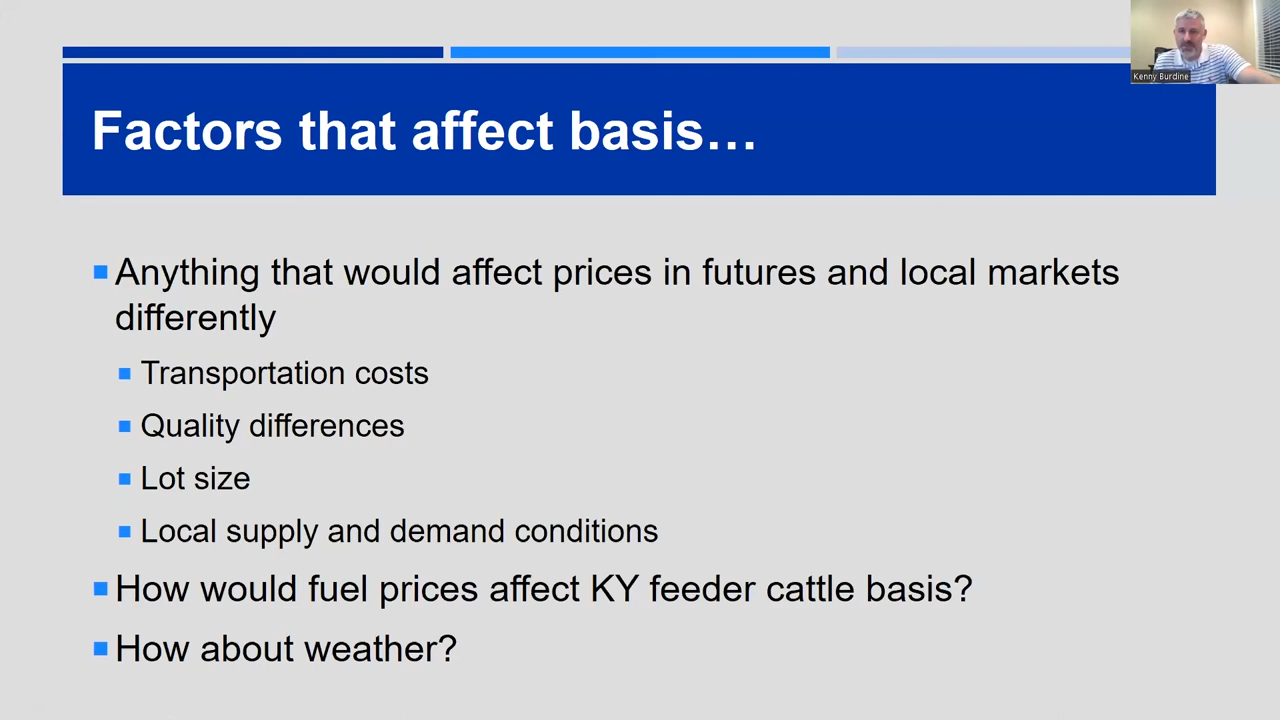 Kenny Burdine
Factors that affect basis…
Anything that would affect prices in futures and local markets
differently
Transportation costs
Quality differences
Lot size
Local supply and demand conditions
How would fuel prices affect KY feeder cattle basis?
How about weather?